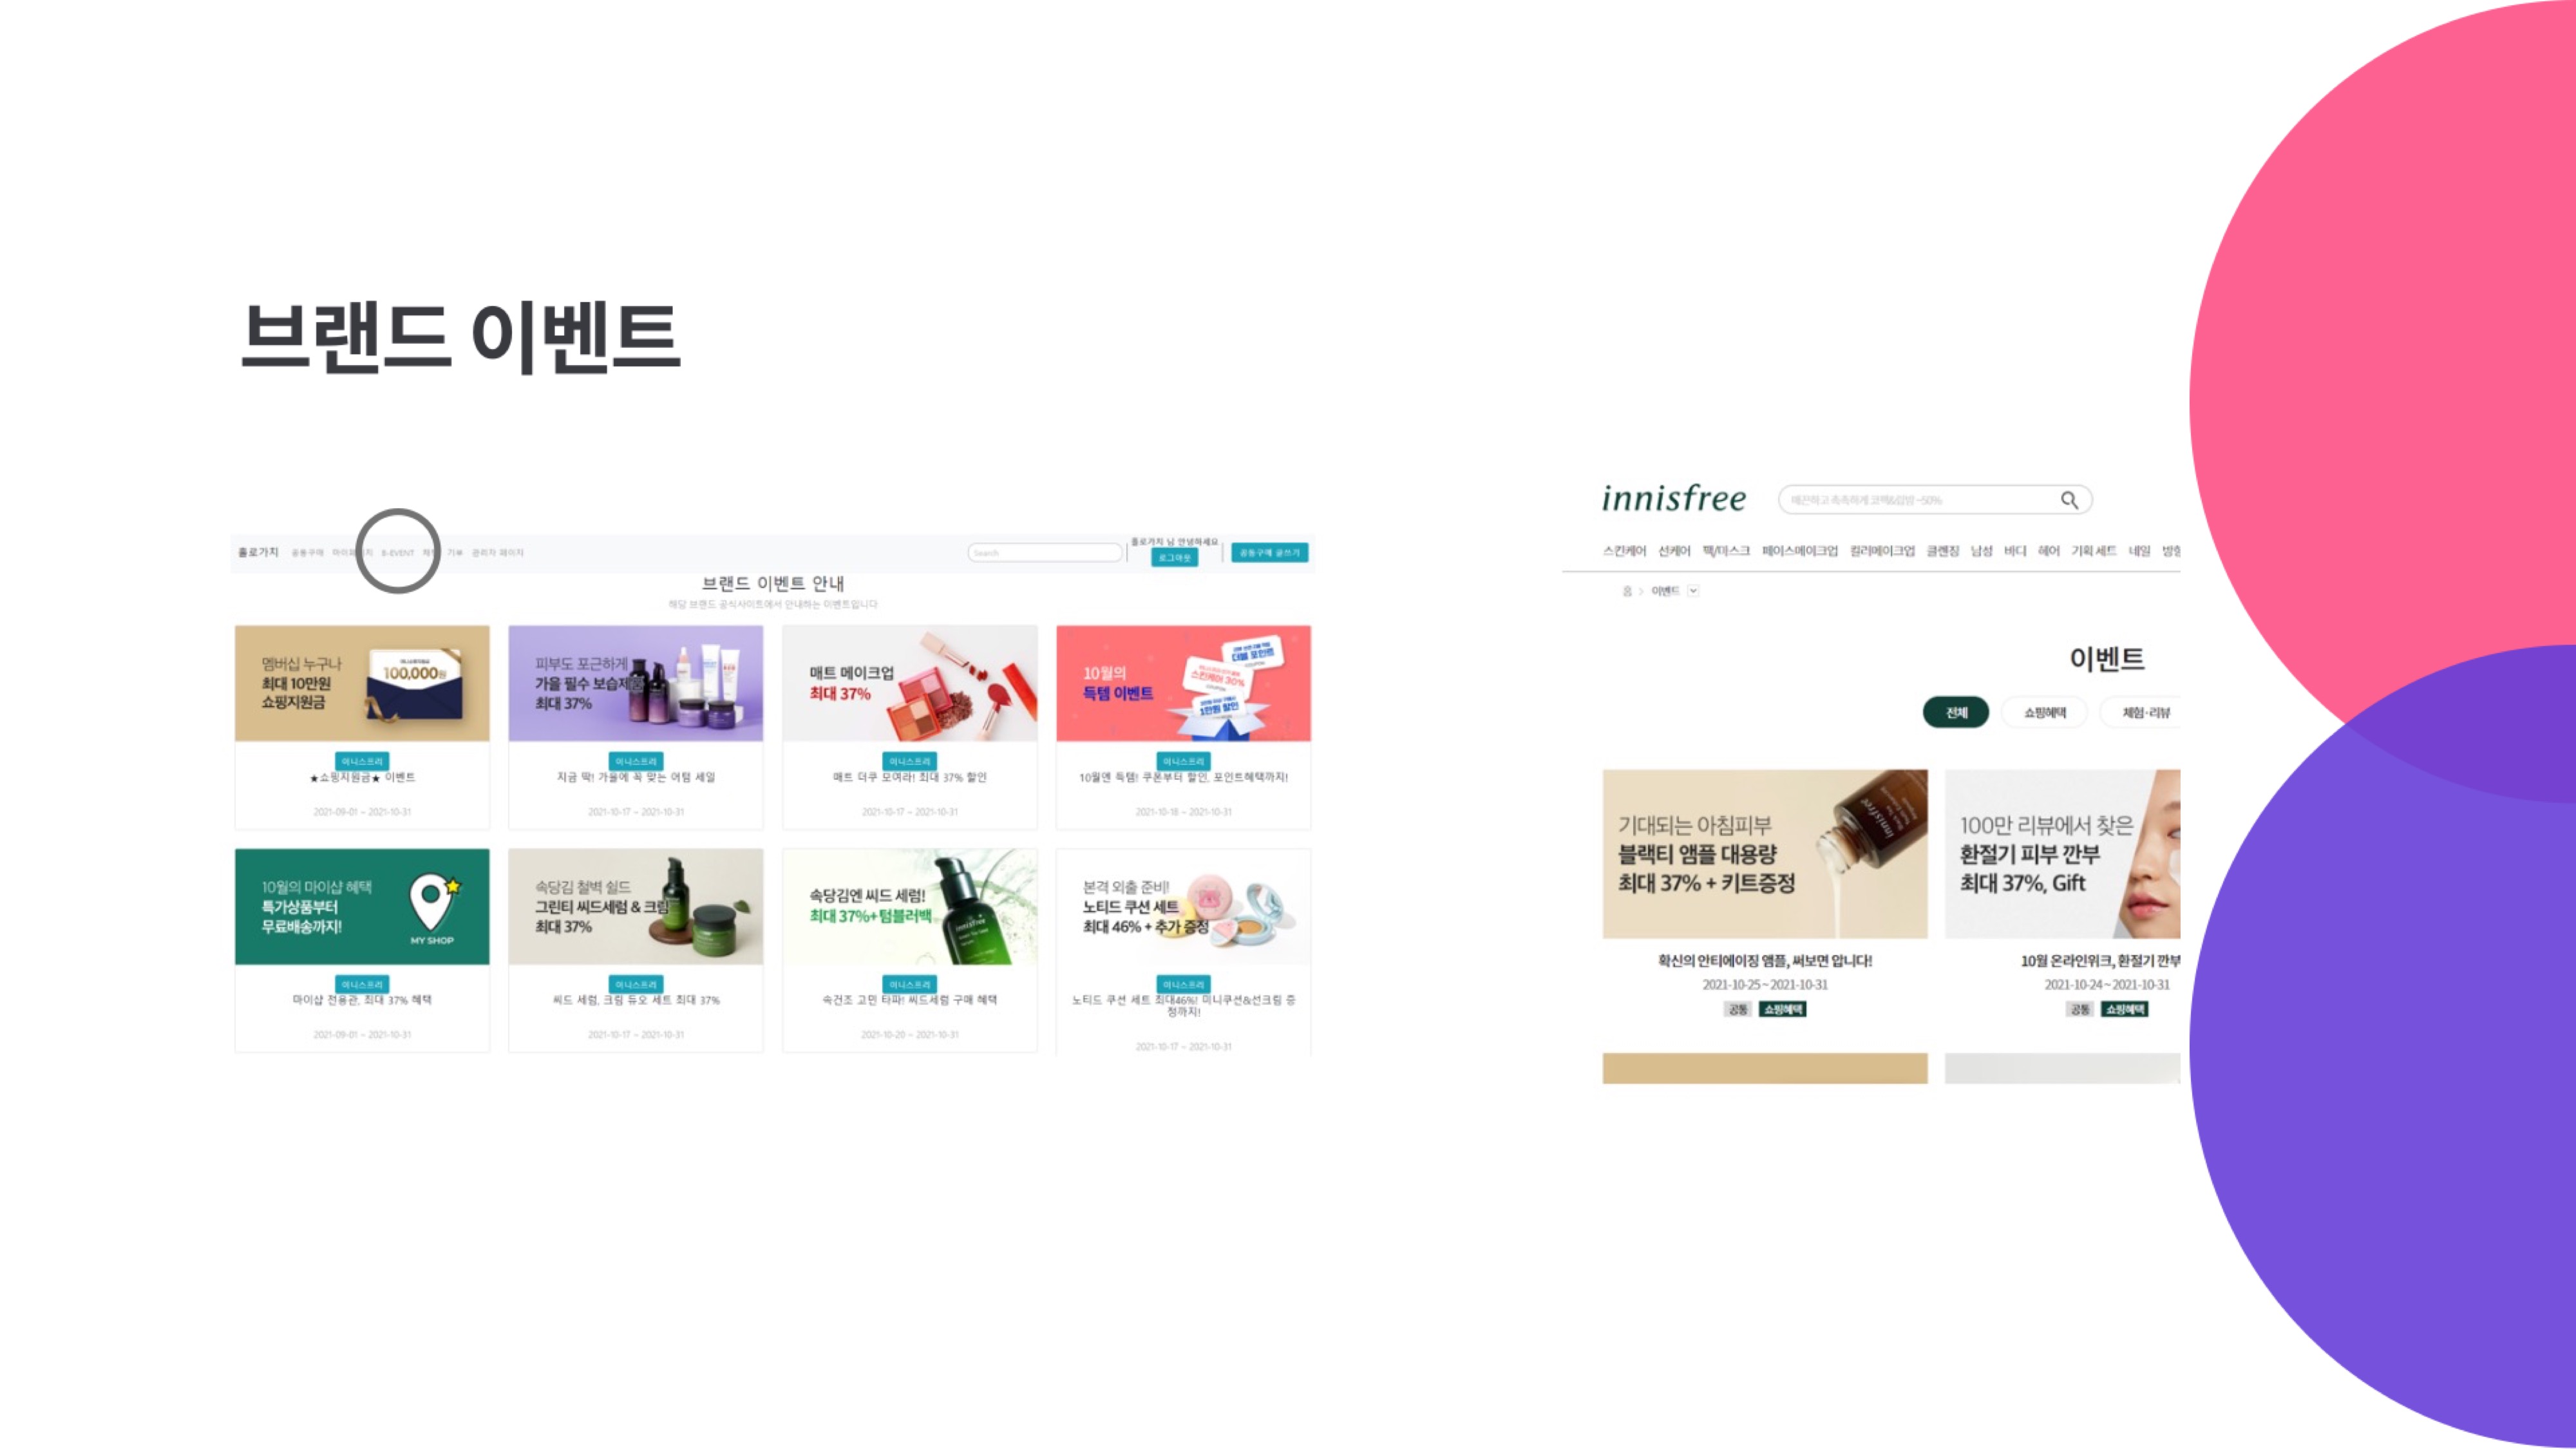 브랜드 이벤트
홀로가치 공동구매 B-EVENT 기부 관리자 페이지
Search
홀로가치 님 안녕하세요
로그아웃
공동구매 글쓰기
브랜드 이벤트 안내
해당 브랜드 공식사이트에서 안내하는 이벤트입니다
멤버십 누구나
최대 10만원
쇼핑지원금
100,000원
이니스프리
★쇼핑지원금★ 이벤트
2021-09-01 ~ 2021-10-31
피부도 포근하게
가을 필수 보습제품
최대 37%
이니스프리
지금 딱! 가을에 꼭 맞는 어텀 세일
2021-10-17 ~ 2021-10-31
매트 메이크업
최대 37%
이니스프리
매트 더쿠 모여라! 최대 37% 할인
2021-10-17 ~ 2021-10-31
10월의
득템 이벤트
더블 포인트
스킨케어 30%
COUPON
1만원 할인
이니스프리
10월엔 득템! 쿠폰부터 할인, 포인트혜택까지!
2021-10-18 ~ 2021-10-31
10월의 마이샵 혜택
특가상품부터
무료배송까지!
MY SHOP
이니스프리
마이샵 전용관, 최대 37% 혜택
2021-09-01 ~ 2021-10-31
속당김 철벽 쉴드
그린티 씨드세럼 & 크림
최대 37%
이니스프리
씨드 세럼, 크림 듀오 세트 최대 37%
2021-10-17 ~ 2021-10-31
속당김엔 씨드 세럼!
최대 37%+텀블러백
innisfree
이니스프리
속건조 고민 타파! 씨드세럼 구매 혜택
2021-10-20 ~ 2021-10-31
본격 외출 준비!
노티드 쿠션 세트
최대 46% + 추가 증정
이니스프리
노티드 쿠션 세트 최대46%! 미니쿠션&선크림 증
정까지!
2021-10-17 ~ 2021-10-31
innisfree
스킨케어 선케어 팩/마스크 페이스메이크업 컬러메이크업 클렌징 남성 바디 헤어 기획 세트 네일
홈 > 이벤트
이벤트
전체 쇼핑혜택 체험·리뷰
기대되는 아침피부
블랙티 앰플 대용량
최대 37% + 키트증정
innisfree
확신의 안티에이징 앰플, 써보면 압니다!
2021-10-25 ~ 2021-10-31
공통 쇼핑혜택
100만 리뷰에서 찾은
환절기 피부 깐부
최대 37%, Gift
10월 온라인위크, 환절기 깐부
2021-10-24 ~ 2021-10-31
공통 쇼핑혜택